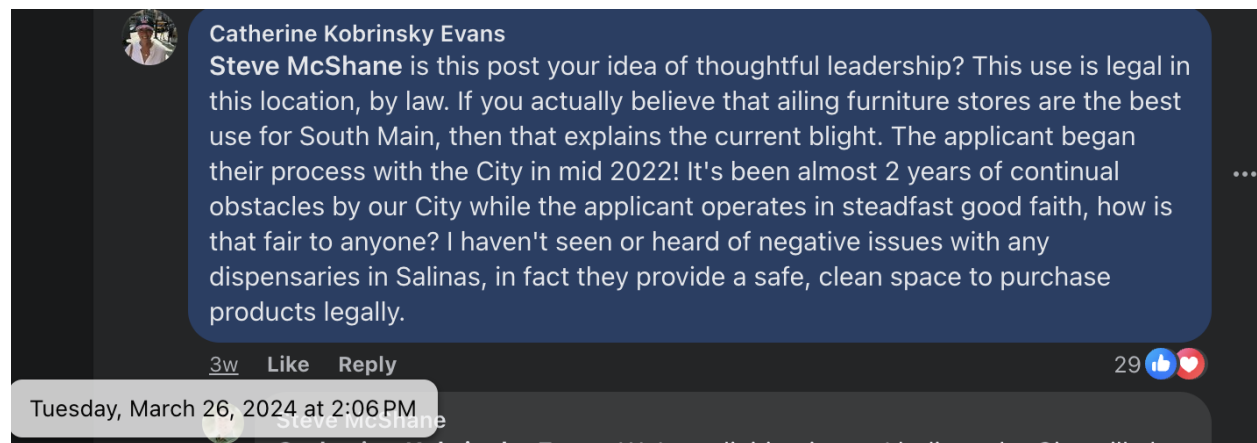 Catherine Kobrinsky Evans
Steve McShane is this post your idea of thoughtful leadership? This use is legal in
this location, by law. If you actually believe that ailing furniture stores are the best
use for South Main, then that explains the current blight. The applicant began
their process with the City in mid 2022! It's been almost 2 years of continual
obstacles by our City while the applicant operates in steadfast good faith, how is
that fair to anyone? I haven't seen or heard of negative issues with any
dispensaries in Salinas, in fact they provide a safe, clean space to purchase
products legally.
3w Like Reply 29
Tuesday, March 26, 2024 at 2:06 PM
Steve McShane